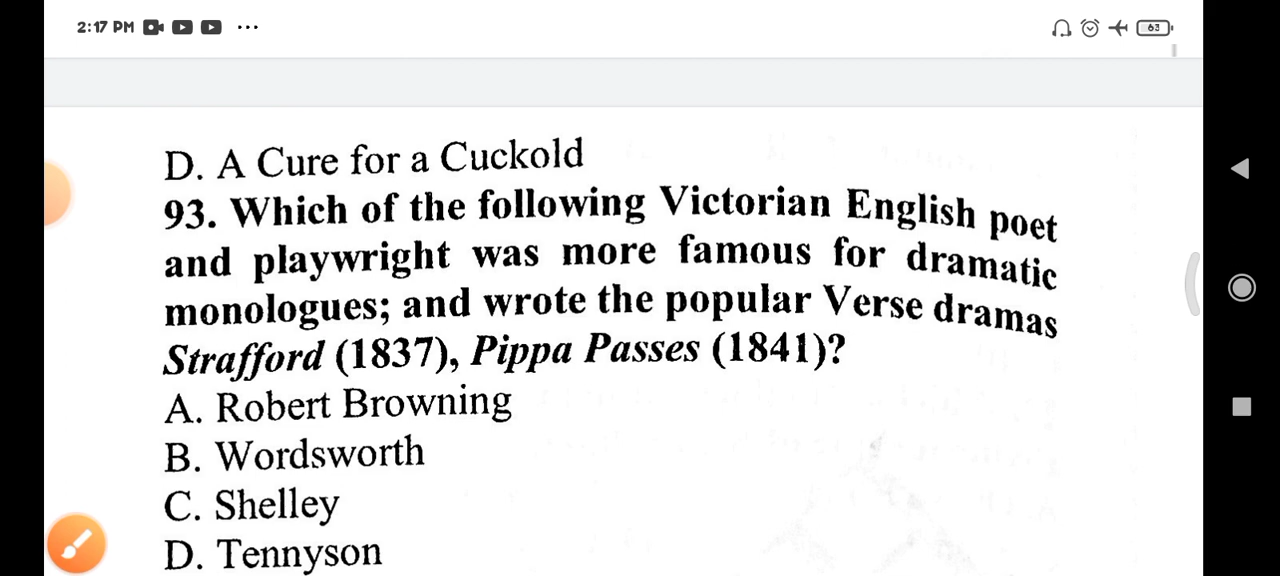 2:17 PM ...
63
D. A Cure for a Cuckold
93. Which of the following Victorian English poet
and playwright was more famous for dramatic
monologues; and wrote the popular Verse dramas
Strafford (1837), Pippa Passes (1841)?
A. Robert Browning
B. Wordsworth
C. Shelley
D. Tennyson